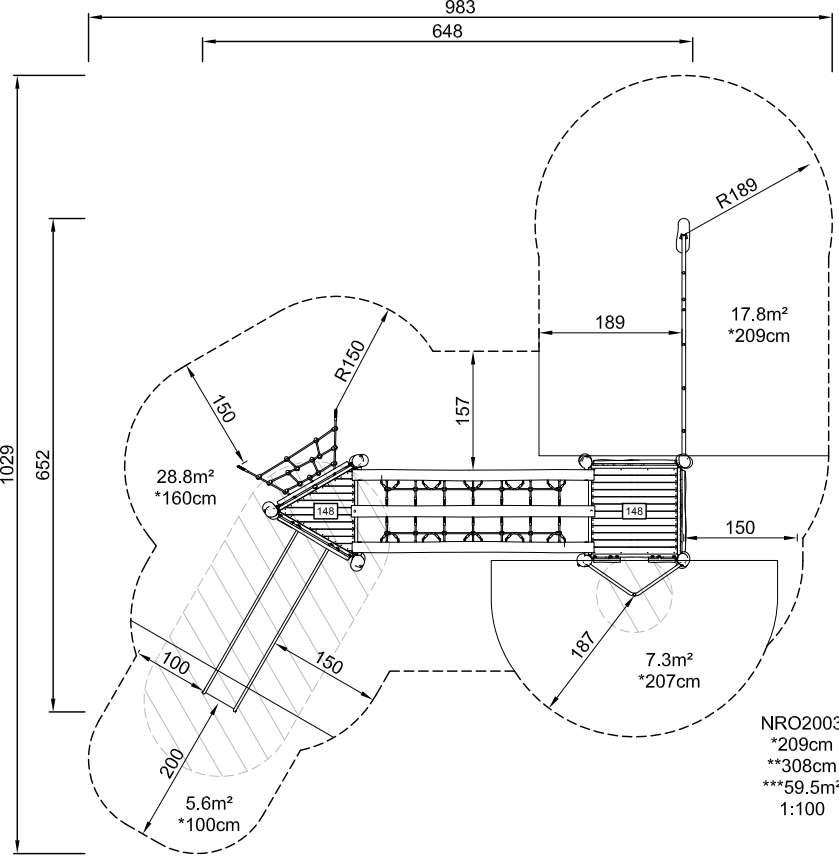 983
648
R189
17.8m²
*209cm
189
R150
157
150
1029
652
28.8m²
*160cm
148
148
150
100
150
187
7.3m²
*207cm
200
5.6m²
*100cm
NRO2003
*209cm
**308cm
***59.5m²
1:100